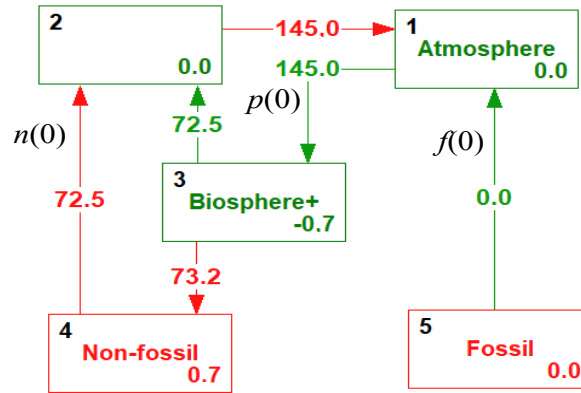 2
0.0
145.0
1
Atmosphere
0.0
145.0
n(0)
p(0)
f(0)
72.5
72.5
3
Biosphere+
-0.7
0.0
73.2
4
Non-fossil
0.7
5
Fossil
0.0